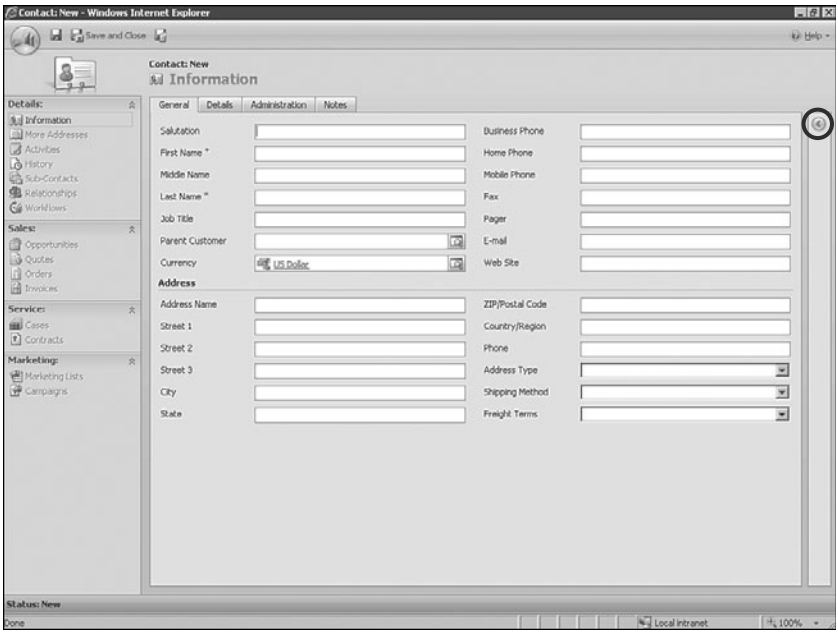 Contact: New - Windows Internet Explorer
Save and Close
Help
Contact: New
Information
Details:
Information
More Addresses
Activities
History
Sub-Contacts
Relationships
Workflows
Sales:
Opportunities
Quotes
Orders
Invoices
Service:
Cases
Contracts
Marketing:
Marketing Lists
Campaigns
General Details Administration Notes
Salutation Business Phone
First Name * Home Phone
Middle Name Mobile Phone
Last Name * Fax
Job Title Pager
Parent Customer E-mail
Currency US Dollar Web Site
Address
Address Name ZIP/Postal Code
Street 1 Country/Region
Street 2 Phone
Street 3 Address Type
City Shipping Method
State Freight Terms
Status: New
Done Local intranet 100%